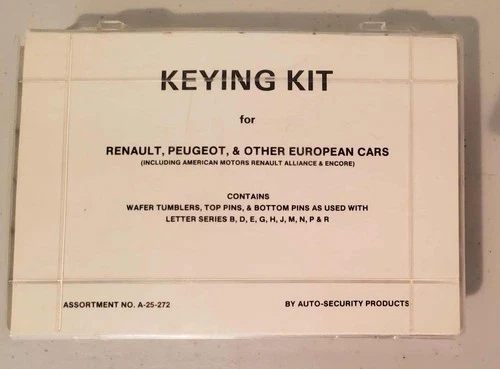 KEYING KIT
for
RENAULT, PEUGEOT, & OTHER EUROPEAN CARS
(INCLUDING AMERICAN MOTORS RENAULT ALLIANCE & ENCORE)
CONTAINS
WAFER TUMBLERS, TOP PINS, & BOTTOM PINS AS USED WITH
LETTER SERIES B, D, E, G, H, J, M, N, P & R
ASSORTMENT NO. A-25-272
BY AUTO-SECURITY PRODUCTS